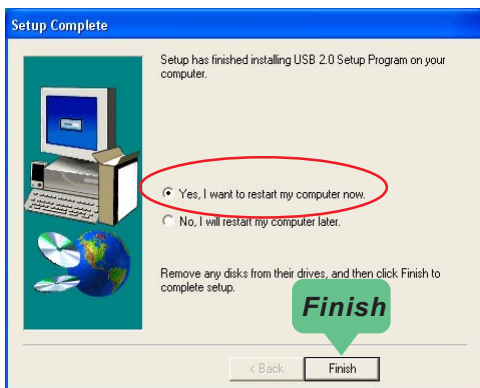 Setup Complete
Setup has finished installing USB 2.0 Setup Program on your
computer.
Yes, I want to restart my computer now.
No, I will restart my computer later.
Remove any disks from their drives, and then click Finish to
complete setup.
Finish
< Back
Finish